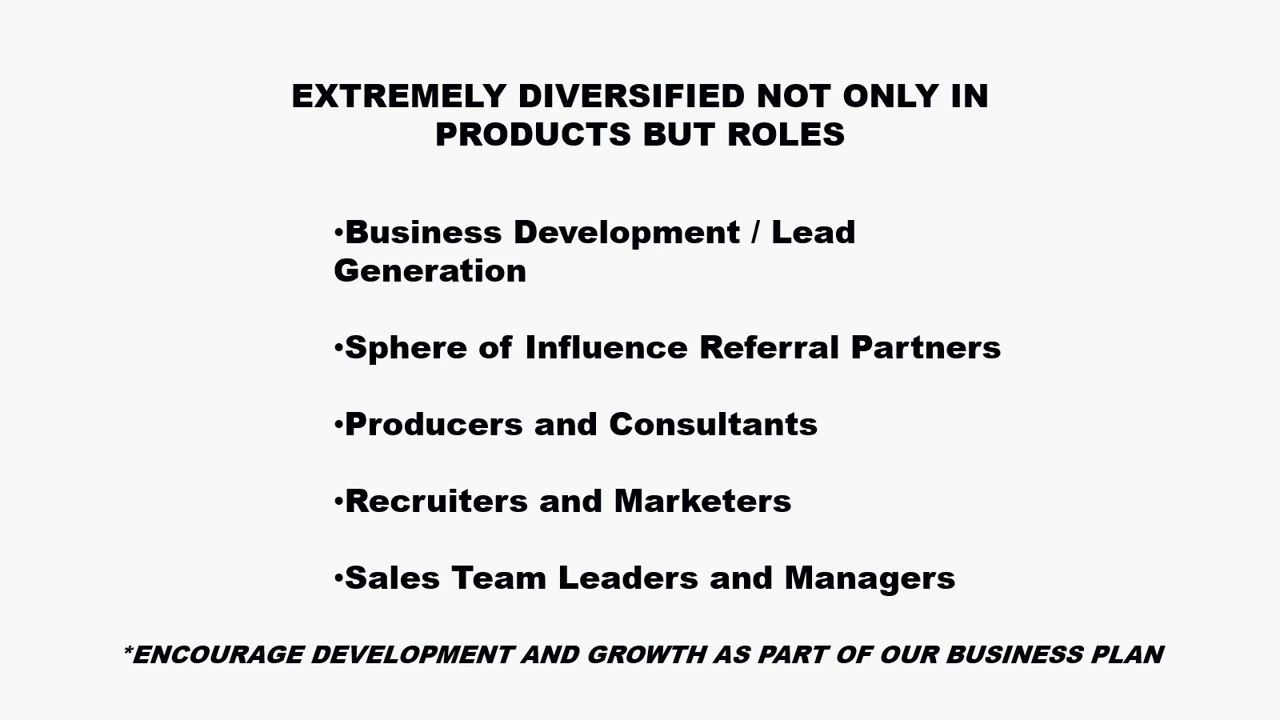 EXTREMELY DIVERSIFIED NOT ONLY IN
PRODUCTS BUT ROLES
•Business Development / Lead
Generation
•Sphere of Influence Referral Partners
•Producers and Consultants
•Recruiters and Marketers
•Sales Team Leaders and Managers
*ENCOURAGE DEVELOPMENT AND GROWTH AS PART OF OUR BUSINESS PLAN